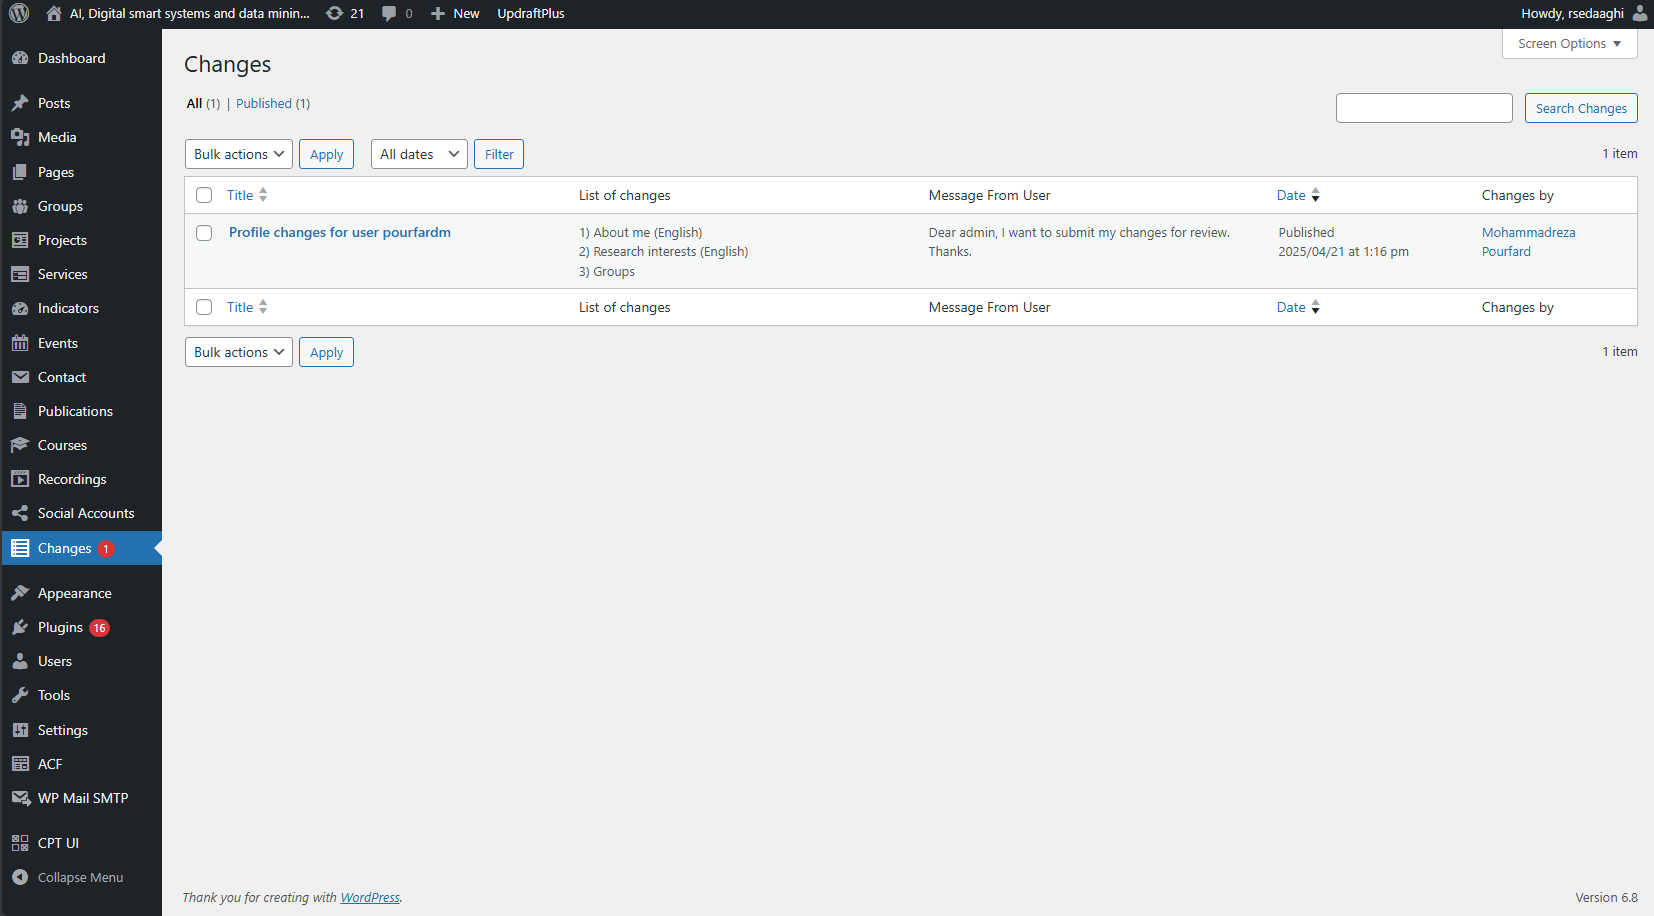 AI, Digital smart systems and data minin... 21 0 New UpdraftPlus Howdy, rsedaaghi
Screen Options
Dashboard
Posts
Media
Pages
Groups
Projects
Services
Indicators
Events
Contact
Publications
Courses
Recordings
Social Accounts
Changes 1
Appearance
Plugins 16
Users
Tools
Settings
ACF
WP Mail SMTP
CPT UI
Collapse Menu
Changes
All (1) | Published (1)
Search Changes
Bulk actions Apply All dates Filter 1 item
Title List of changes Message From User Date Changes by
Profile changes for user pourfardm
1) About me (English)
2) Research interests (English)
3) Groups
Dear admin, I want to submit my changes for review.
Thanks.
Published
2025/04/21 at 1:16 pm
Mohammadreza
Pourfard
Title List of changes Message From User Date Changes by
Bulk actions Apply 1 item
Thank you for creating with WordPress. Version 6.8